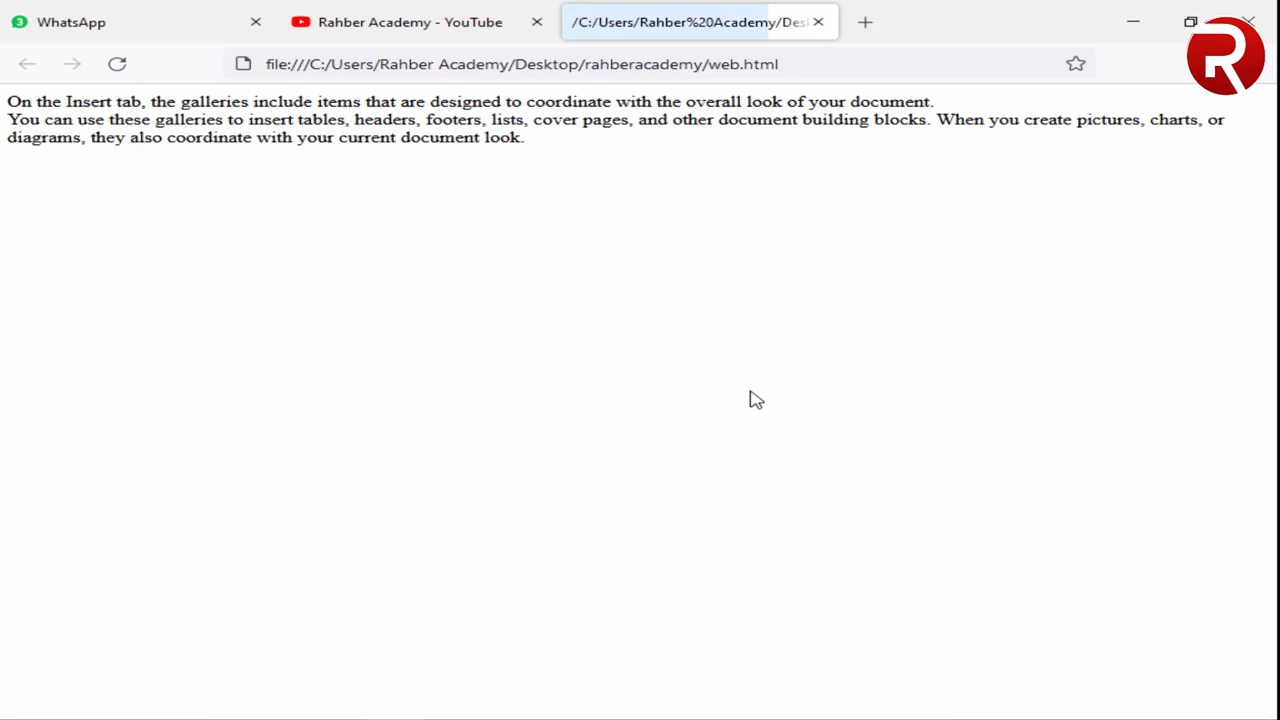 3 WhatsApp
Rahber Academy - YouTube
/C:/Users/Rahber%20Academy/Des
file:///C:/Users/Rahber Academy/Desktop/rahberacademy/web.html
R
On the Insert tab, the galleries include items that are designed to coordinate with the overall look of your document.
You can use these galleries to insert tables, headers, footers, lists, cover pages, and other document building blocks. When you create pictures, charts, or
diagrams, they also coordinate with your current document look.